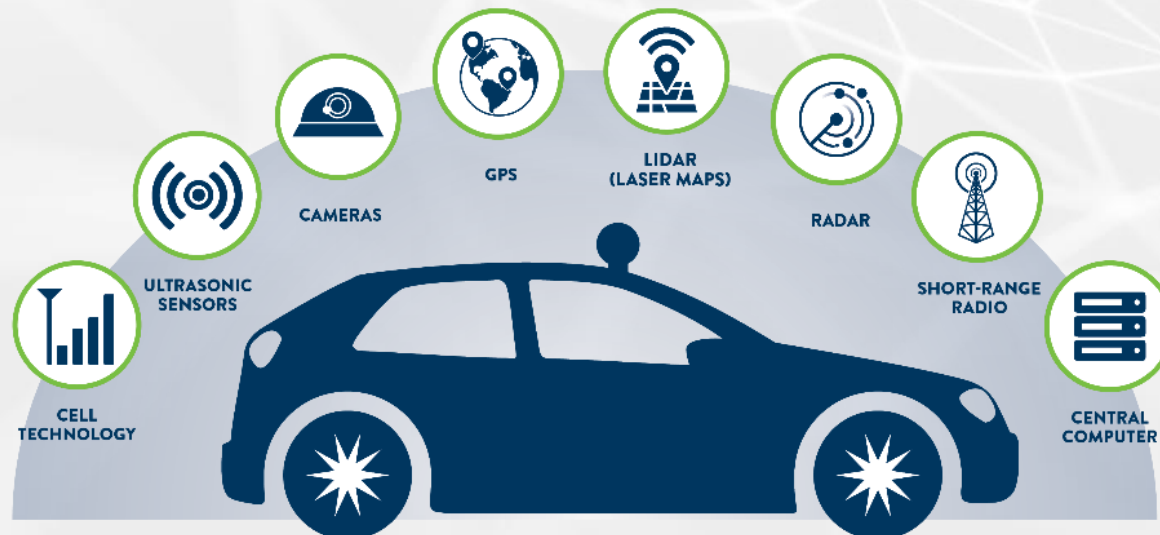 CELL
TECHNOLOGY
ULTRASONIC
SENSORS
CAMERAS
GPS
LIDAR
(LASER MAPS)
RADAR
SHORT-RANGE
RADIO
CENTRAL
COMPUTER